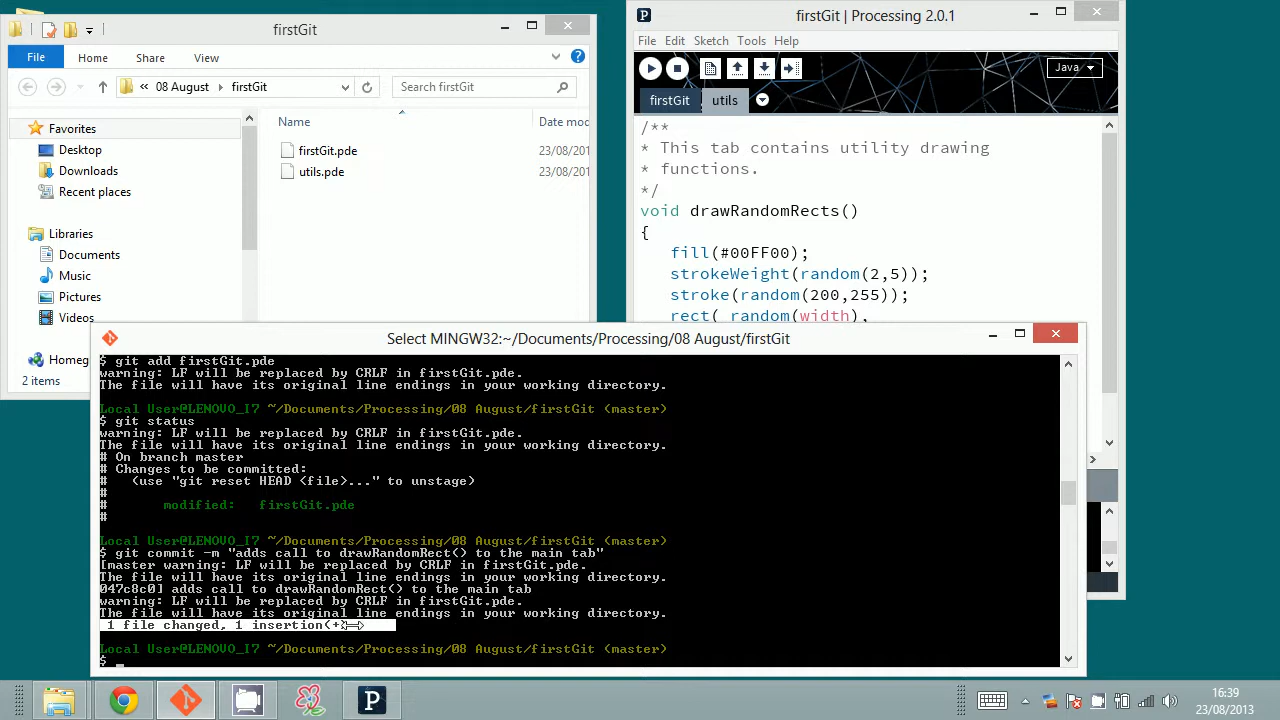 firstGit
File Home Share View
08 August firstGit
Search firstGit
Favorites
Desktop
Downloads
Recent places
Libraries
Documents
Music
Pictures
Videos
Homeg
2 items
Name Date mod
firstGit.pde 23/08/201
utils.pde 23/08/201
firstGit | Processing 2.0.1
File Edit Sketch Tools Help
Java
firstGit utils
/**
* This tab contains utility drawing
* functions.
*/
void drawRandomRects()
{
fill(#00FF00);
strokeWeight(random(2,5));
stroke(random(200,255));
rect( random(width),
Select MINGW32:~/Documents/Processing/08 August/firstGit
$ git add firstGit.pde
warning: LF will be replaced by CRLF in firstGit.pde.
The file will have its original line endings in your working directory.
Local User@LENOVO_I7 ~/Documents/Processing/08 August/firstGit (master)
$ git status
warning: LF will be replaced by CRLF in firstGit.pde.
The file will have its original line endings in your working directory.
# On branch master
# Changes to be committed:
#   (use "git reset HEAD <file>..." to unstage)
#
#       modified:   firstGit.pde
#
Local User@LENOVO_I7 ~/Documents/Processing/08 August/firstGit (master)
$ git commit -m "adds call to drawRandomRect() to the main tab"
[master warning: LF will be replaced by CRLF in firstGit.pde.
The file will have its original line endings in your working directory.
047c8c0] adds call to drawRandomRect() to the main tab
warning: LF will be replaced by CRLF in firstGit.pde.
The file will have its original line endings in your working directory.
1 file changed, 1 insertion(+)
Local User@LENOVO_I7 ~/Documents/Processing/08 August/firstGit (master)
$
16:39
23/08/2013